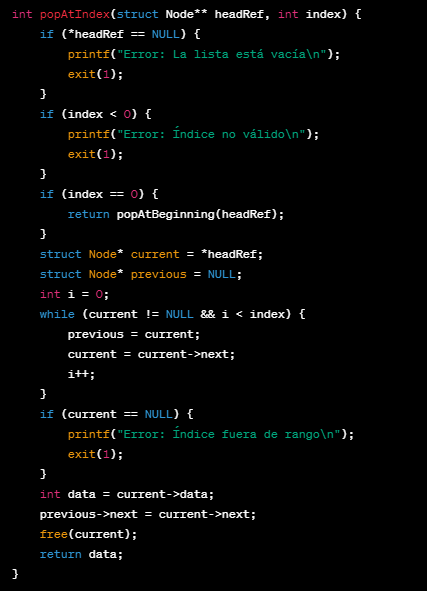 int popAtIndex(struct Node** headRef, int index) {
    if (*headRef == NULL) {
        printf("Error: La lista está vacía\n");
        exit(1);
    }
    if (index < 0) {
        printf("Error: Índice no válido\n");
        exit(1);
    }
    if (index == 0) {
        return popAtBeginning(headRef);
    }
    struct Node* current = *headRef;
    struct Node* previous = NULL;
    int i = 0;
    while (current != NULL && i < index) {
        previous = current;
        current = current->next;
        i++;
    }
    if (current == NULL) {
        printf("Error: Índice fuera de rango\n");
        exit(1);
    }
    int data = current->data;
    previous->next = current->next;
    free(current);
    return data;
}